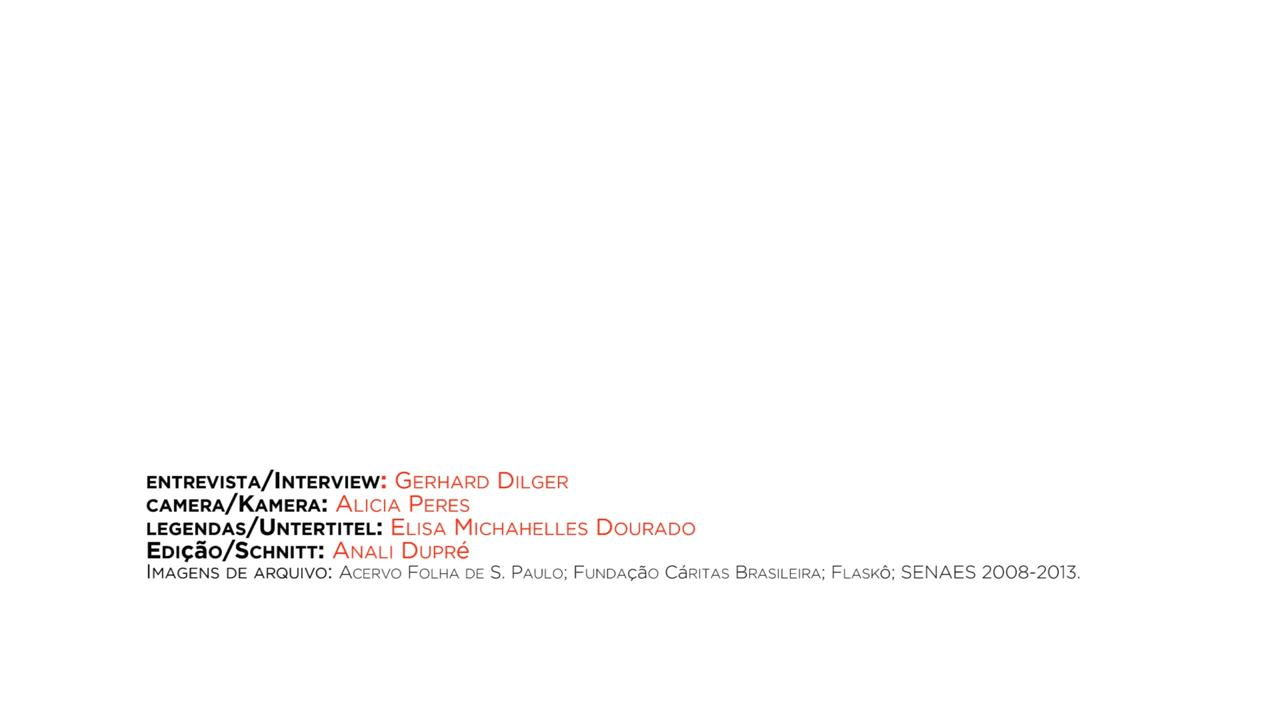 entrevista/Interview: Gerhard Dilger
camera/Kamera: Alicia Peres
legendas/Untertitel: Elisa Michahelles Dourado
Edição/Schnitt: Anali Dupré
Imagens de arquivo: Acervo Folha de S. Paulo; Fundação Cáritas Brasileira; Flaskô; SENAES 2008-2013.